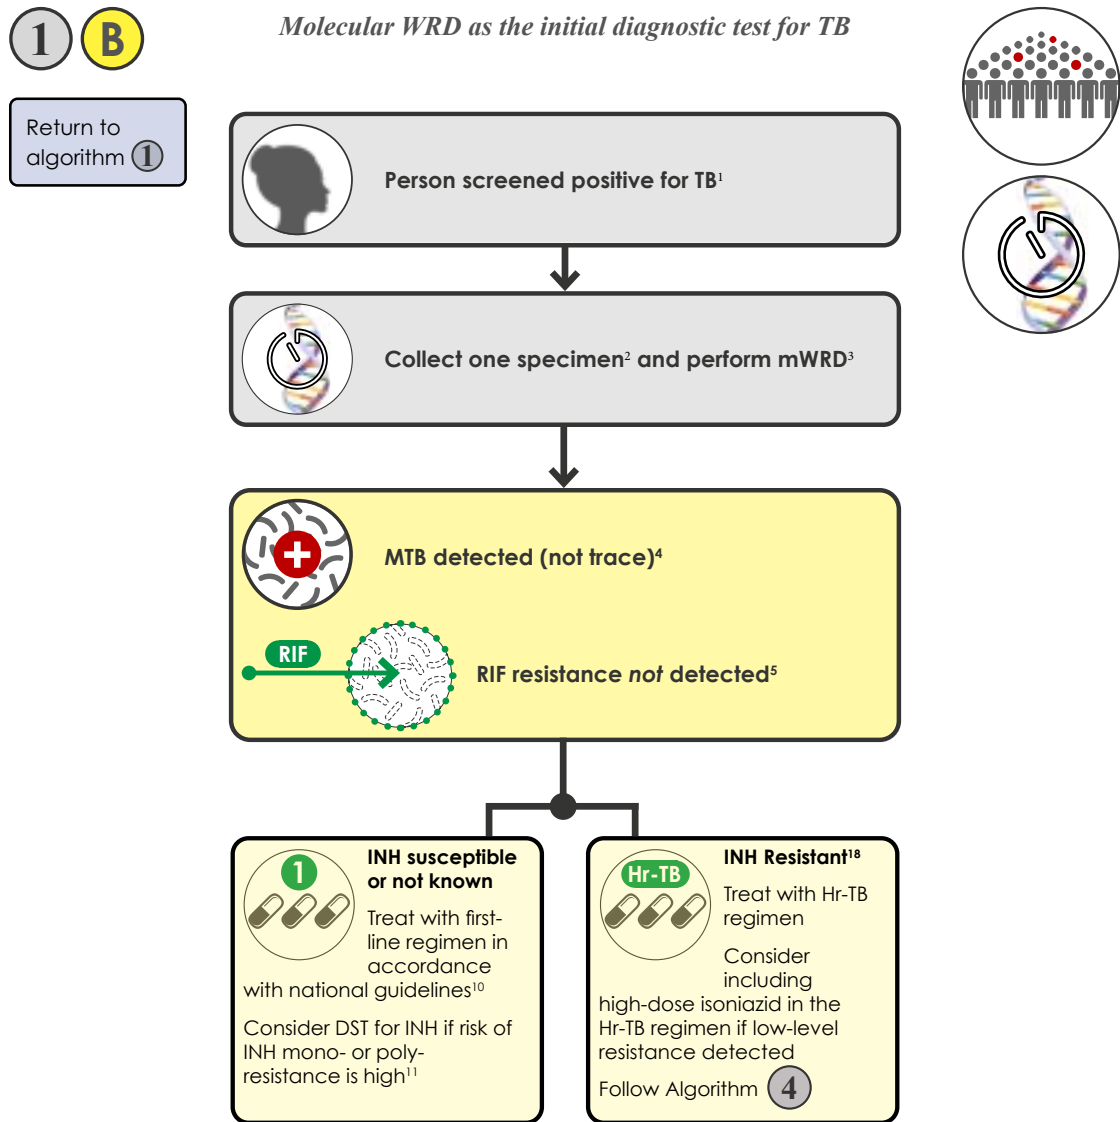 1 B
Molecular WRD as the initial diagnostic test for TB
Return to
algorithm 1
Person screened positive for TB¹
Collect one specimen² and perform mWRD³
MTB detected (not trace)⁴
RIF
RIF resistance not detected⁵
1
INH susceptible
or not known
Treat with first-
line regimen in
accordance
with national guidelines¹⁰
Consider DST for INH if risk of
INH mono- or poly-
resistance is high¹¹
Hr-TB
INH Resistant¹⁸
Treat with Hr-TB
regimen
Consider
including
high-dose isoniazid in the
Hr-TB regimen if low-level
resistance detected
Follow Algorithm 4